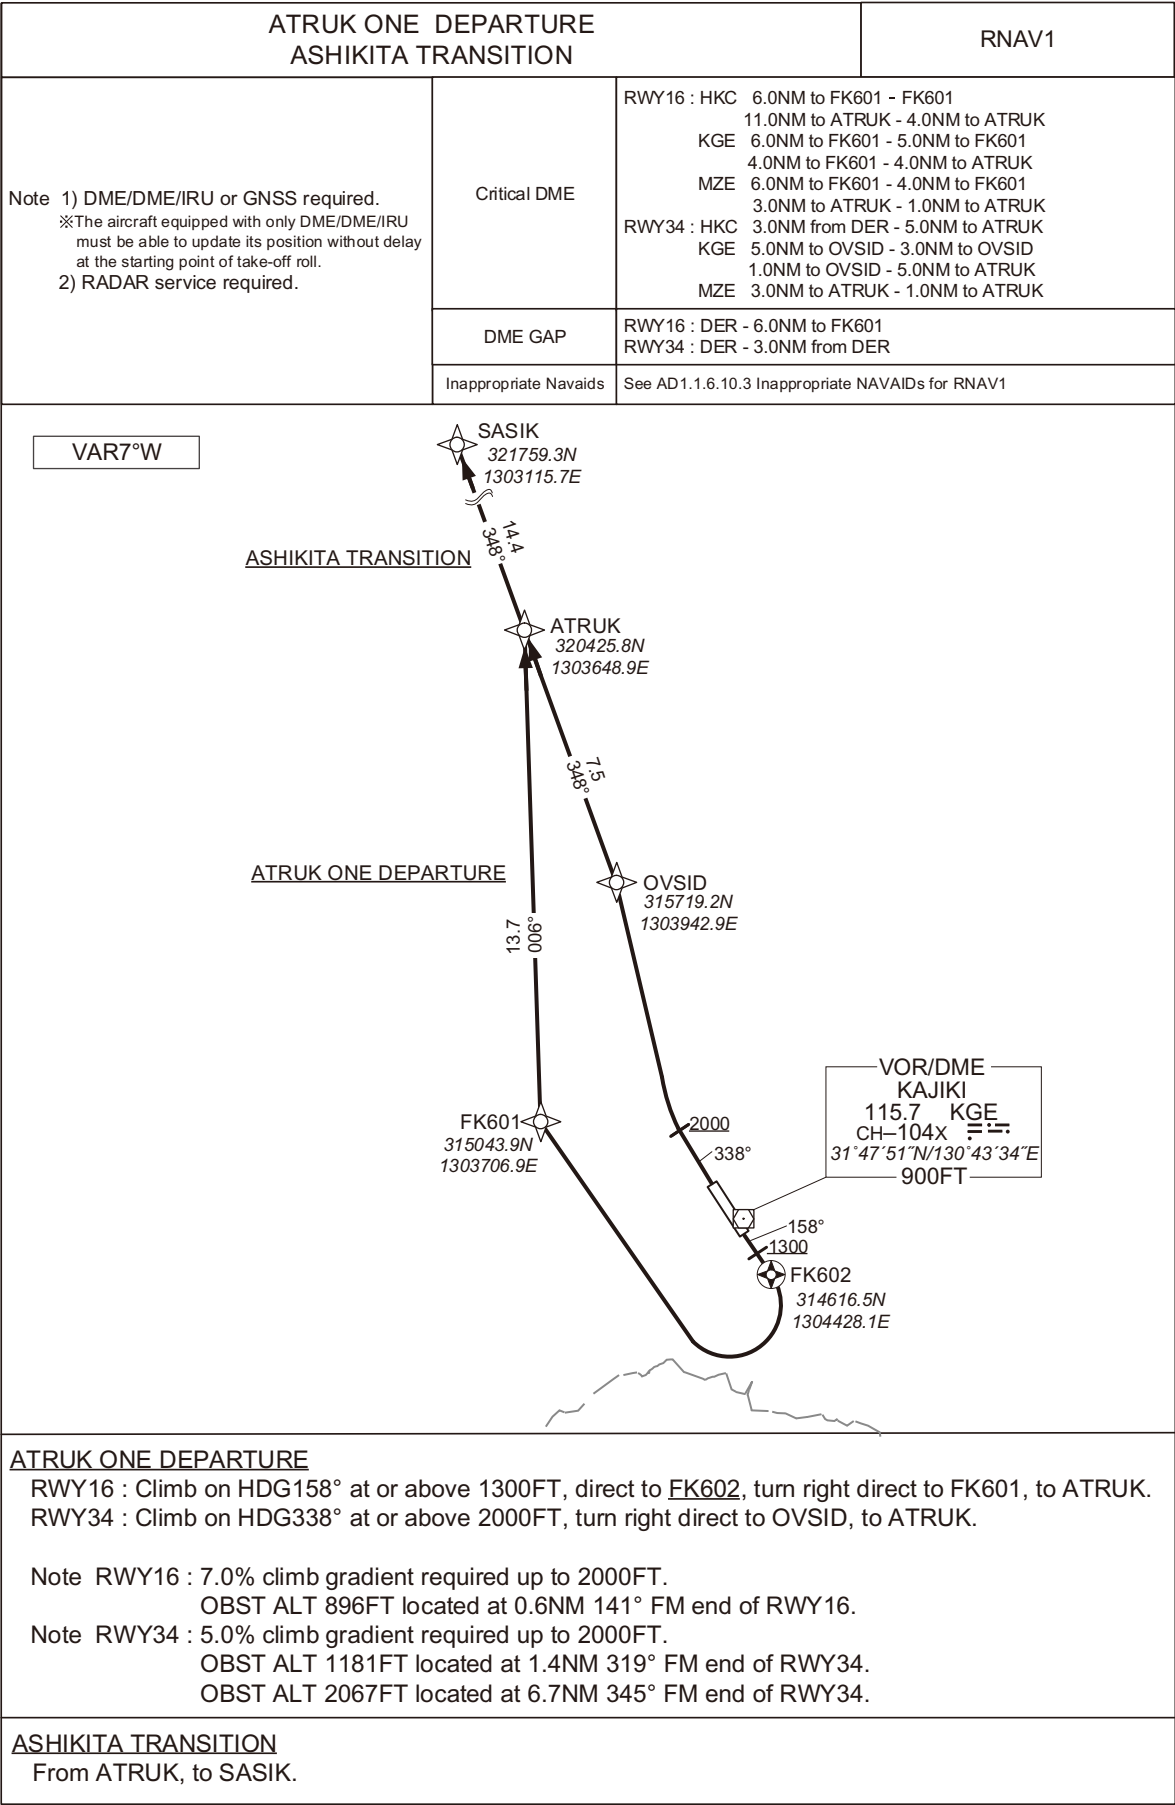 ATRUK ONE DEPARTURE
ASHIKITA TRANSITION
RNAV1
Note 1) DME/DME/IRU or GNSS required.
※The aircraft equipped with only DME/DME/IRU
must be able to update its position without delay
at the starting point of take-off roll.
2) RADAR service required.
Critical DME
RWY16 : HKC 6.0NM to FK601 - FK601
11.0NM to ATRUK - 4.0NM to ATRUK
KGE 6.0NM to FK601 - 5.0NM to FK601
4.0NM to FK601 - 4.0NM to ATRUK
MZE 6.0NM to FK601 - 4.0NM to FK601
3.0NM to ATRUK - 1.0NM to ATRUK
RWY34 : HKC 3.0NM from DER - 5.0NM to ATRUK
KGE 5.0NM to OVSID - 3.0NM to OVSID
1.0NM to OVSID - 5.0NM to ATRUK
MZE 3.0NM to ATRUK - 1.0NM to ATRUK
DME GAP
RWY16 : DER - 6.0NM to FK601
RWY34 : DER - 3.0NM from DER
Inappropriate Navaids
See AD1.1.6.10.3 Inappropriate NAVAIDs for RNAV1
VAR7°W
SASIK
321759.3N
1303115.7E
14.4
348°
ASHIKITA TRANSITION
ATRUK
320425.8N
1303648.9E
7.5
348°
ATRUK ONE DEPARTURE
OVSID
315719.2N
1303942.9E
13.7
006°
FK601
315043.9N
1303706.9E
2000
338°
VOR/DME
KAJIKI
115.7 KGE
CH–104X
31°47′51″N/130°43′34″E
900FT
158°
1300
FK602
314616.5N
1304428.1E
ATRUK ONE DEPARTURE
RWY16 : Climb on HDG158° at or above 1300FT, direct to FK602, turn right direct to FK601, to ATRUK.
RWY34 : Climb on HDG338° at or above 2000FT, turn right direct to OVSID, to ATRUK.
Note RWY16 : 7.0% climb gradient required up to 2000FT.
OBST ALT 896FT located at 0.6NM 141° FM end of RWY16.
Note RWY34 : 5.0% climb gradient required up to 2000FT.
OBST ALT 1181FT located at 1.4NM 319° FM end of RWY34.
OBST ALT 2067FT located at 6.7NM 345° FM end of RWY34.
ASHIKITA TRANSITION
From ATRUK, to SASIK.